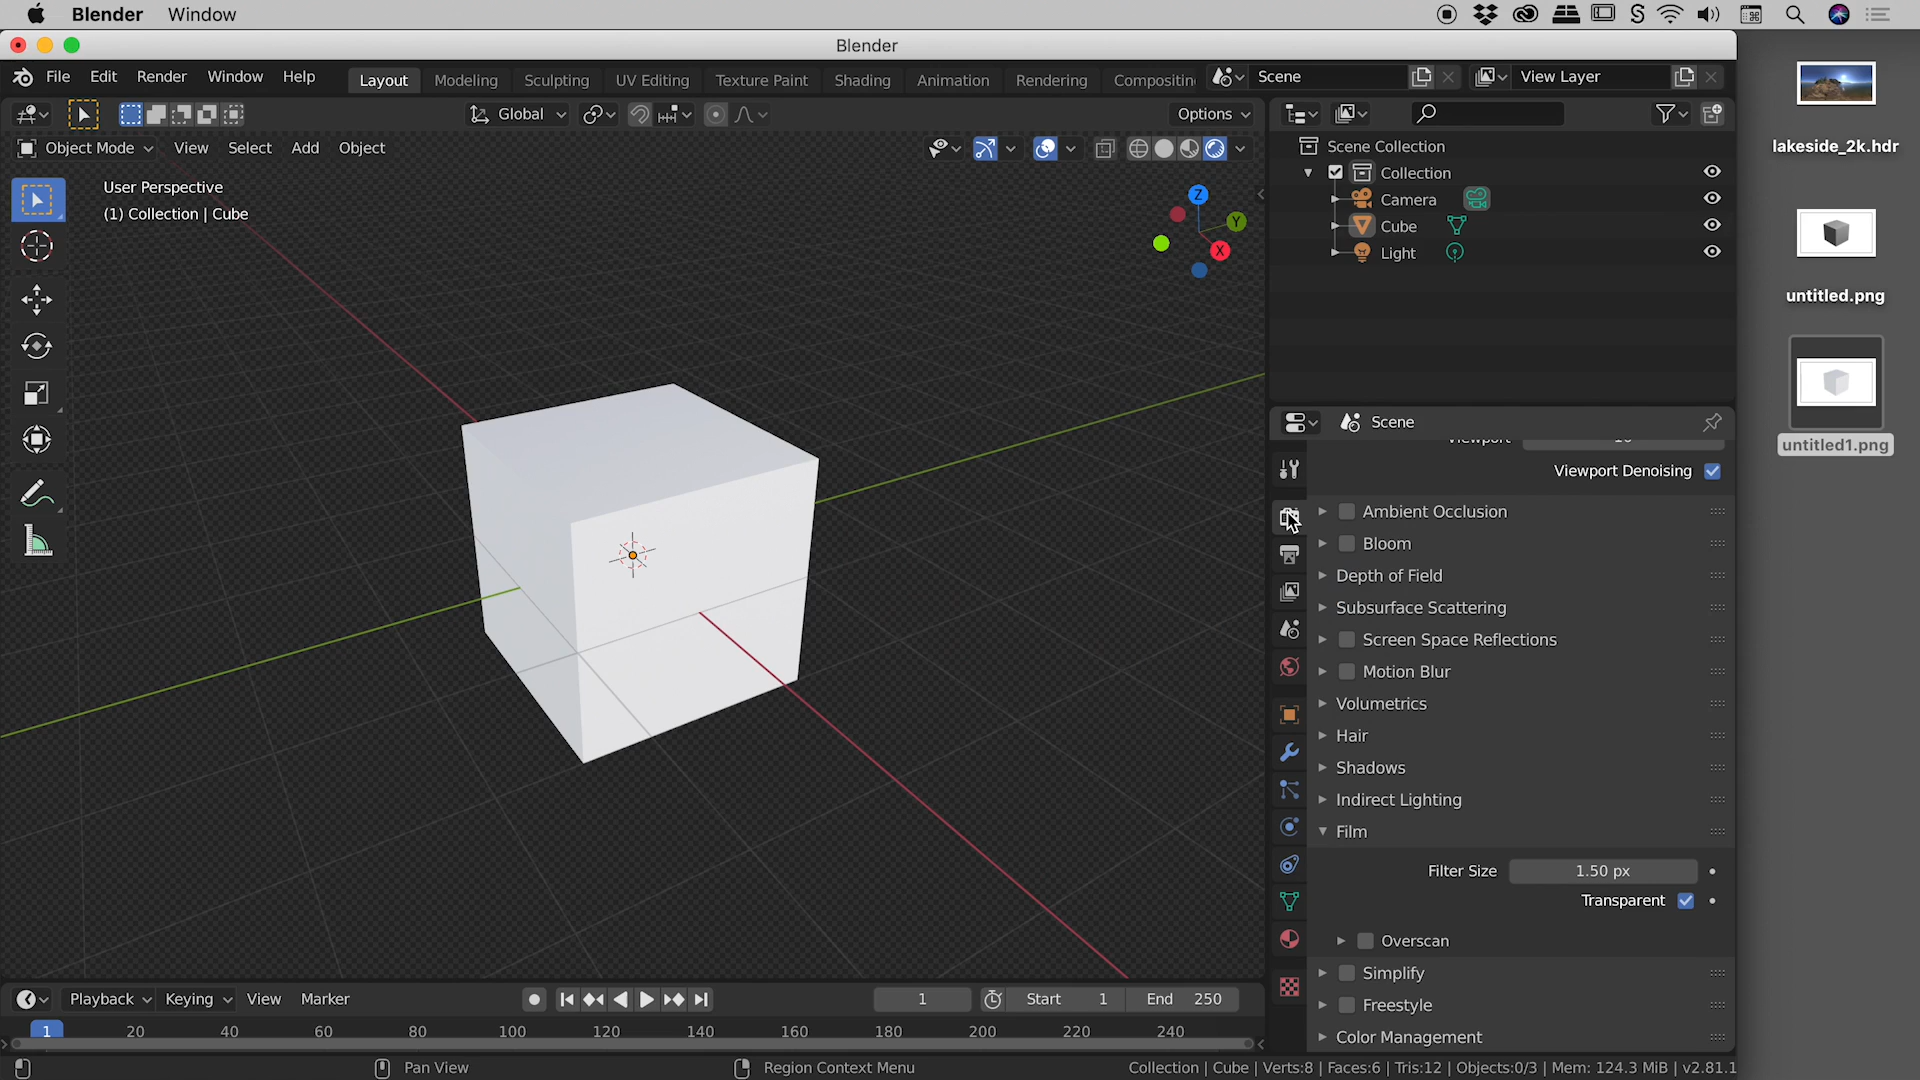 Blender Window
Blender
File Edit Render Window Help
Layout Modeling Sculpting UV Editing Texture Paint Shading Animation Rendering Compositin
Scene
View Layer
Global
Options
Object Mode View Select Add Object
User Perspective
(1) Collection | Cube
Z
Y
X
Scene Collection
Collection
Camera
Cube
Light
Scene
Viewport Denoising
Ambient Occlusion
Bloom
Depth of Field
Subsurface Scattering
Screen Space Reflections
Motion Blur
Volumetrics
Hair
Shadows
Indirect Lighting
Film
Filter Size 1.50 px
Transparent
Overscan
Simplify
Freestyle
Color Management
lakeside_2k.hdr
untitled.png
untitled1.png
Playback Keying View Marker
1
Start 1 End 250
1 20 40 60 80 100 120 140 160 180 200 220 240
Pan View
Region Context Menu
Collection | Cube | Verts:8 | Faces:6 | Tris:12 | Objects:0/3 | Mem: 124.3 MiB | v2.81.1